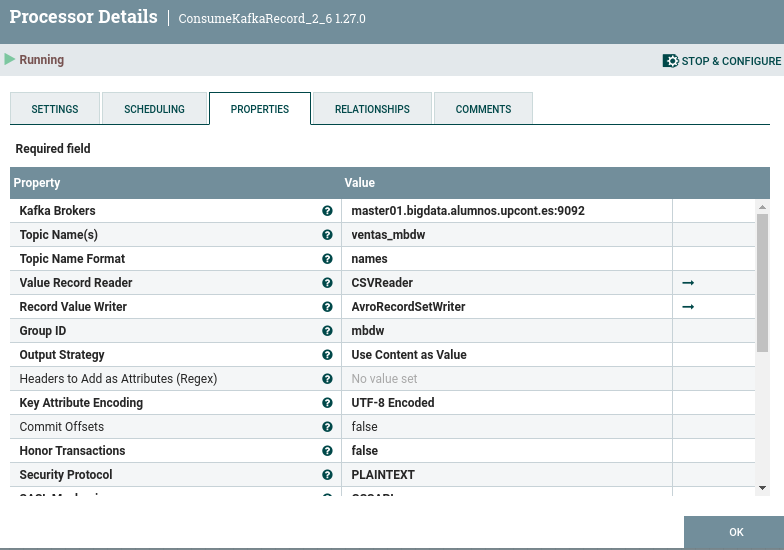 Processor Details | ConsumeKafkaRecord_2_6 1.27.0
Running
STOP & CONFIGURE
SETTINGS SCHEDULING PROPERTIES RELATIONSHIPS COMMENTS
Required field
Property Value
Kafka Brokers master01.bigdata.alumnos.upcont.es:9092
Topic Name(s) ventas_mbdw
Topic Name Format names
Value Record Reader CSVReader
Record Value Writer AvroRecordSetWriter
Group ID mbdw
Output Strategy Use Content as Value
Headers to Add as Attributes (Regex) No value set
Key Attribute Encoding UTF-8 Encoded
Commit Offsets false
Honor Transactions false
Security Protocol PLAINTEXT
OK